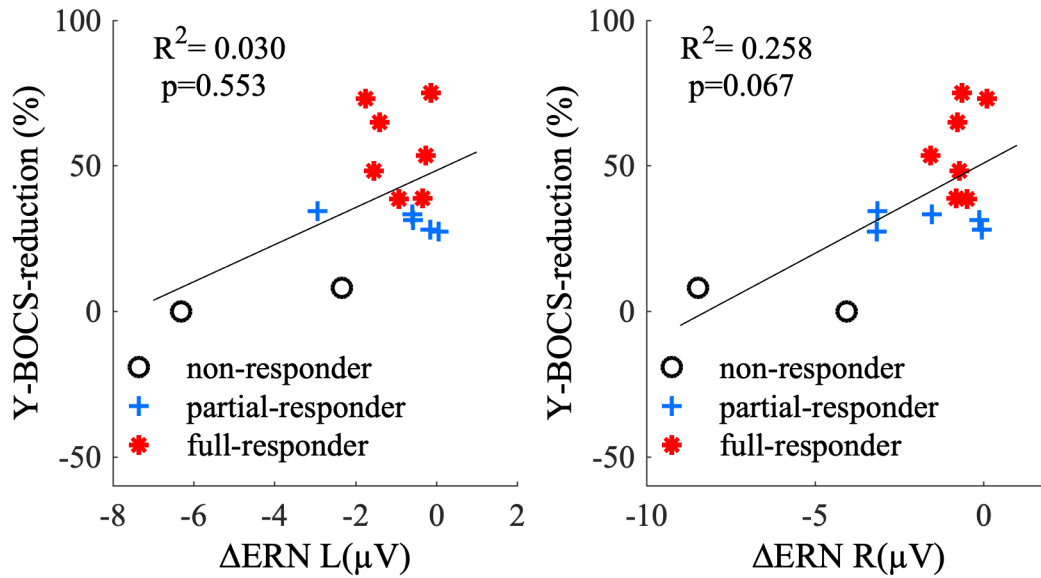 100
50
0
-50
Y-BOCS-reduction (%)
R²= 0.030
p=0.553
non-responder
partial-responder
full-responder
-8
-6
-4
-2
0
2
ΔERN L(µV)
100
50
0
-50
Y-BOCS-reduction (%)
R²= 0.258
p=0.067
non-responder
partial-responder
full-responder
-10
-5
0
ΔERN R(µV)